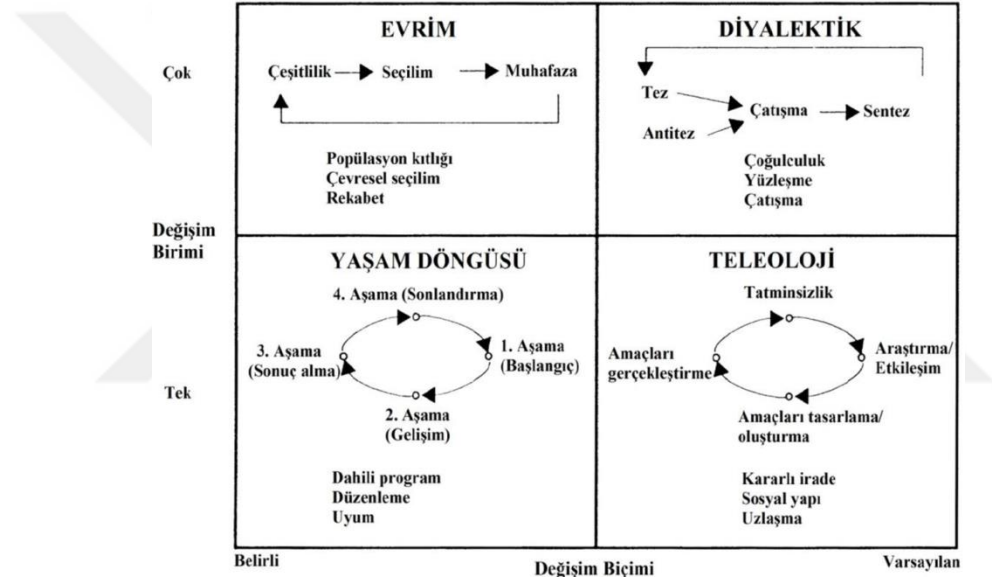 EVRİM
Çok
Çeşitlilik
Seçilim
Muhafaza
Popülasyon kıtlığı
Çevresel seçilim
Rekabet
DİYALEKTİK
Tez
Antitez
Çatışma
Sentez
Çoğulculuk
Yüzleşme
Çatışma
Değişim
Birimi
YAŞAM DÖNGÜSÜ
4. Aşama (Sonlandırma)
3. Aşama
(Sonuç alma)
1. Aşama
(Başlangıç)
2. Aşama
(Gelişim)
Tek
Dahili program
Düzenleme
Uyum
TELEOLOJİ
Tatminsizlik
Amaçları
gerçekleştirme
Araştırma/
Etkileşim
Amaçları tasarlama/
oluşturma
Kararlı irade
Sosyal yapı
Uzlaşma
Belirli
Değişim Biçimi
Varsayılan